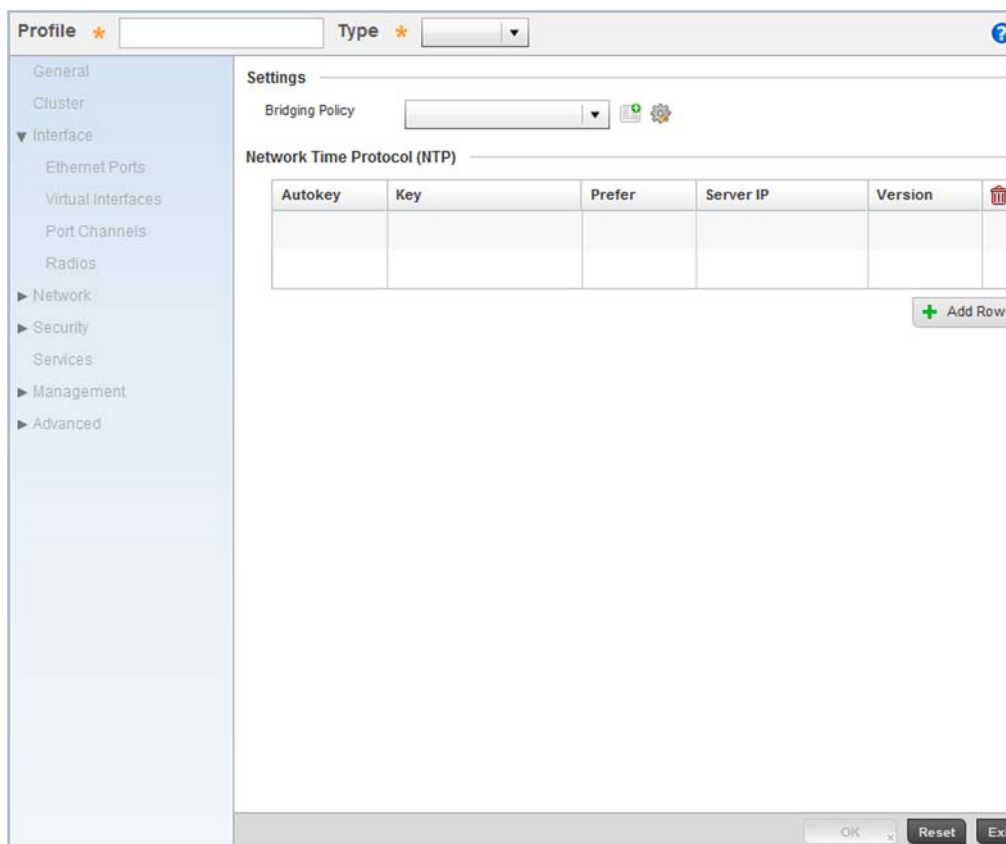 Profile * Type * ?
General
Cluster
Interface
Ethernet Ports
Virtual Interfaces
Port Channels
Radios
Network
Security
Services
Management
Advanced
Settings
Bridging Policy
Network Time Protocol (NTP)
Autokey Key Prefer Server IP Version
Add Row
OK Reset Ex